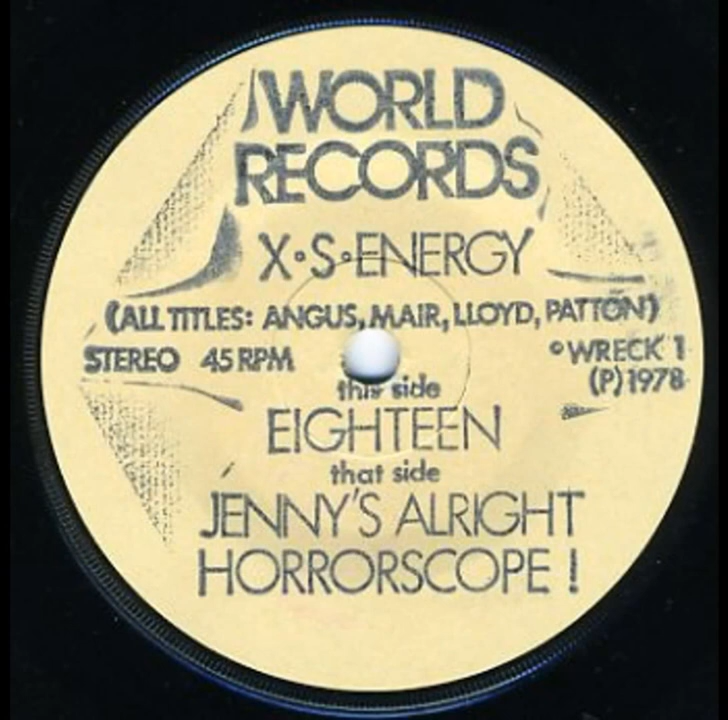 WORLD
RECORDS
X•S•ENERGY
(ALL TITLES: ANGUS, MAIR, LLOYD, PATTON)
STEREO 45 RPM
© WRECK 1
(P) 1978
this side
EIGHTEEN
that side
JENNY'S ALRIGHT
HORRORSCOPE !